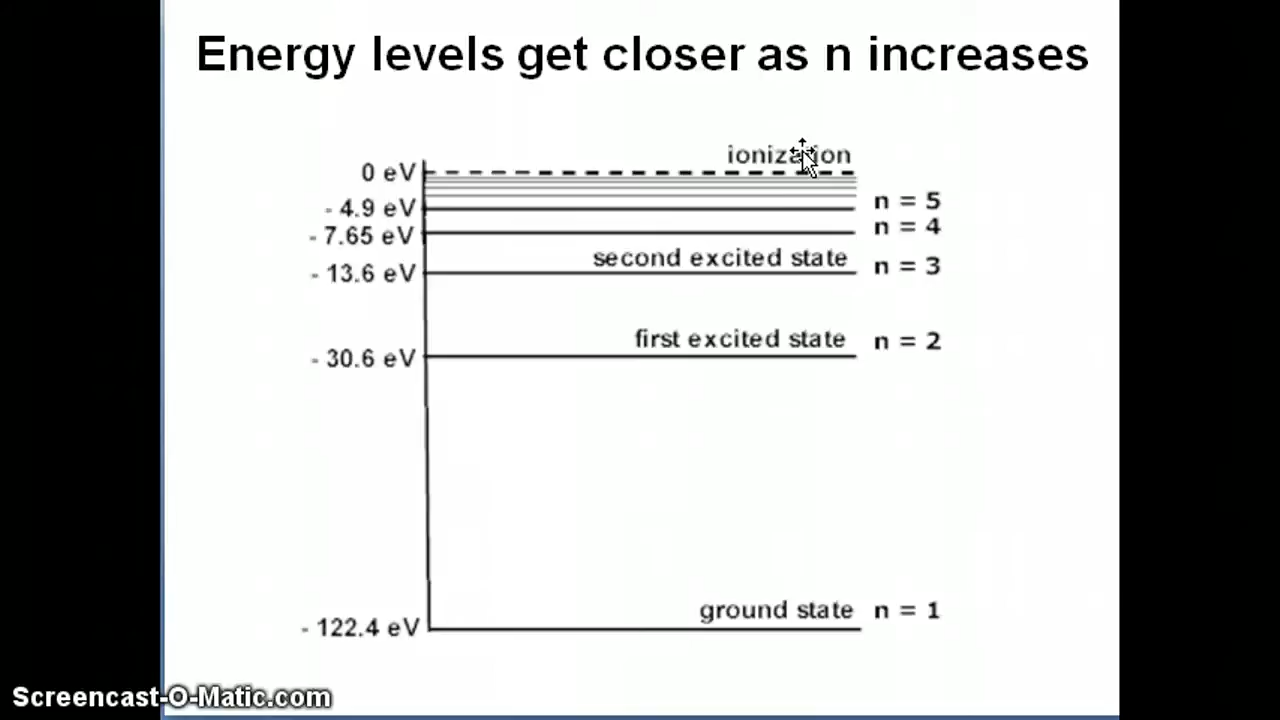 Energy levels get closer as n increases
ionization
0 eV
- 4.9 eV n = 5
- 7.65 eV n = 4
second excited state
- 13.6 eV n = 3
first excited state
- 30.6 eV n = 2
ground state n = 1
- 122.4 eV
Screencast-O-Matic.com